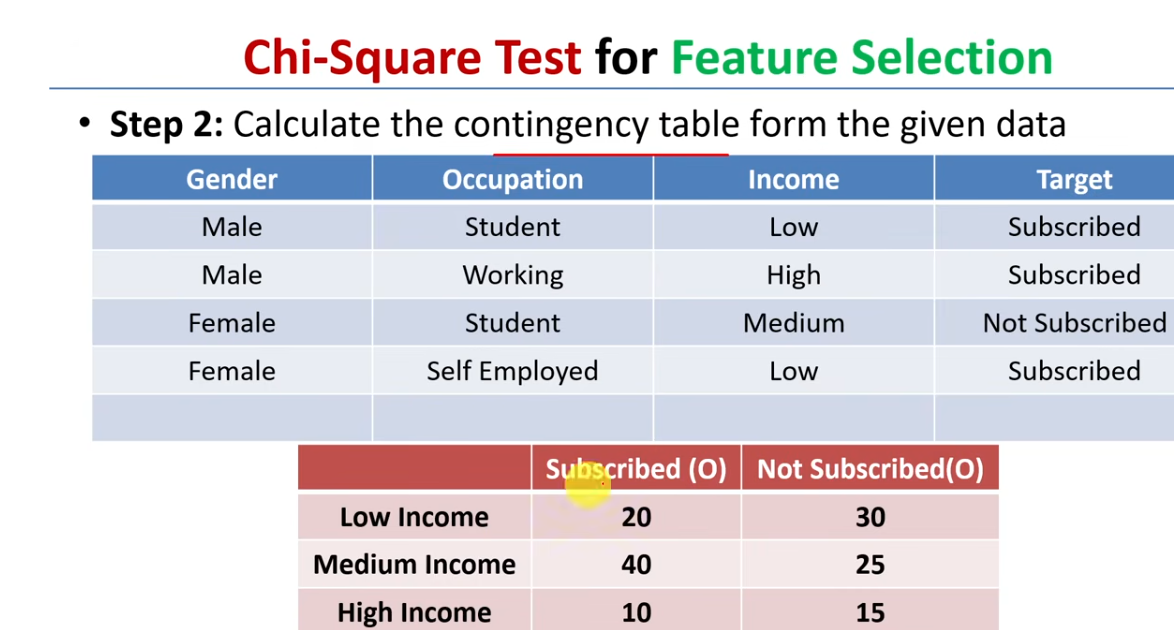 Chi-Square Test for Feature Selection
• Step 2: Calculate the contingency table form the given data
Gender Occupation Income Target
Male Student Low Subscribed
Male Working High Subscribed
Female Student Medium Not Subscribed
Female Self Employed Low Subscribed
Subscribed (O) Not Subscribed(O)
Low Income 20 30
Medium Income 40 25
High Income 10 15